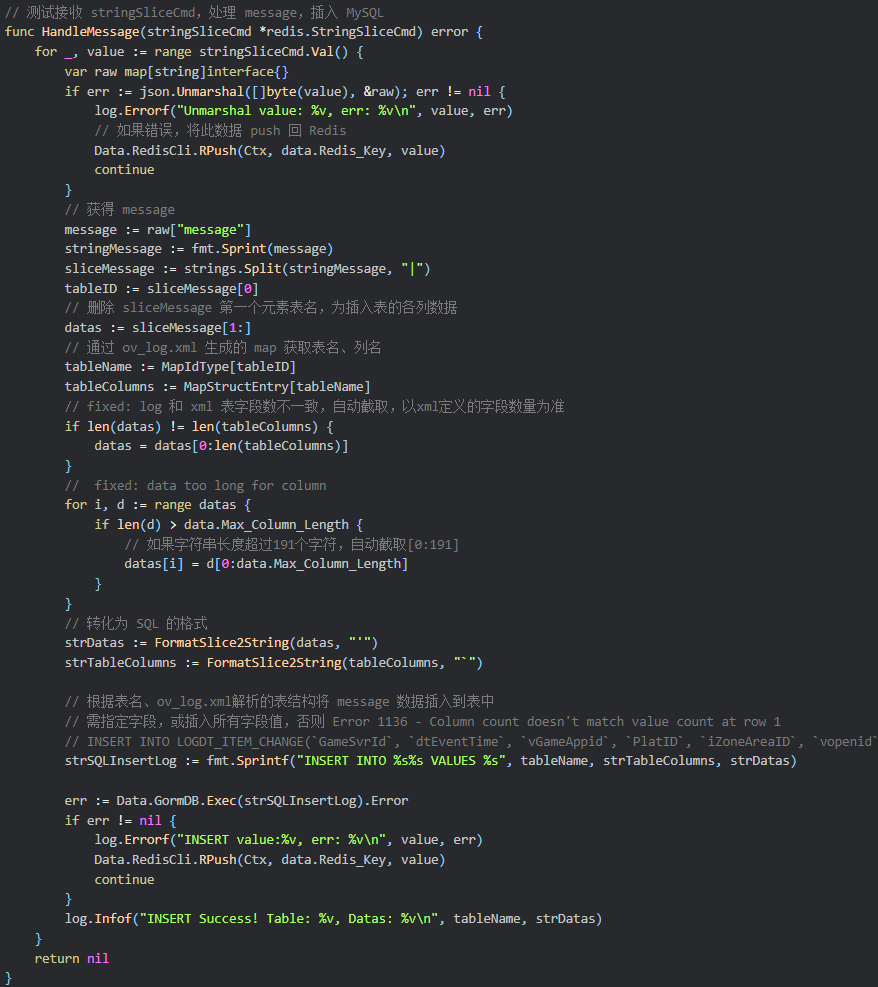 // 测试接收 stringSliceCmd，处理 message，插入 MySQL
func HandleMessage(stringSliceCmd *redis.StringSliceCmd) error {
    for _, value := range stringSliceCmd.Val() {
        var raw map[string]interface{}
        if err := json.Unmarshal([]byte(value), &raw); err != nil {
            log.Errorf("Unmarshal value: %v, err: %v\n", value, err)
            // 如果错误，将此数据 push 回 Redis
            Data.RedisCli.RPush(Ctx, data.Redis_Key, value)
            continue
        }
        // 获得 message
        message := raw["message"]
        stringMessage := fmt.Sprint(message)
        sliceMessage := strings.Split(stringMessage, "|")
        tableID := sliceMessage[0]
        // 删除 sliceMessage 第一个元素表名，为插入表的各列数据
        datas := sliceMessage[1:]
        // 通过 ov_log.xml 生成的 map 获取表名、列名
        tableName := MapIdType[tableID]
        tableColumns := MapStructEntry[tableName]
        // fixed: log 和 xml 表字段数不一致，自动截取，以xml定义的字段数量为准
        if len(datas) != len(tableColumns) {
            datas = datas[0:len(tableColumns)]
        }
        //  fixed: data too long for column
        for i, d := range datas {
            if len(d) > data.Max_Column_Length {
                // 如果字符串长度超过191个字符，自动截取[0:191]
                datas[i] = d[0:data.Max_Column_Length]
            }
        }
        // 转化为 SQL 的格式
        strDatas := FormatSlice2String(datas, "'")
        strTableColumns := FormatSlice2String(tableColumns, "`")
        // 根据表名、ov_log.xml解析的表结构将 message 数据插入到表中
        // 需指定字段，或插入所有字段值，否则 Error 1136 - Column count doesn't match value count at row 1
        // INSERT INTO LOGDT_ITEM_CHANGE(`GameSvrId`, `dtEventTime`, `vGameAppid`, `PlatID`, `iZoneAreaID`, `vopenid`
        strSQLInsertLog := fmt.Sprintf("INSERT INTO %s%s VALUES %s", tableName, strTableColumns, strDatas)
        err := Data.GormDB.Exec(strSQLInsertLog).Error
        if err != nil {
            log.Errorf("INSERT value:%v, err: %v\n", value, err)
            Data.RedisCli.RPush(Ctx, data.Redis_Key, value)
            continue
        }
        log.Infof("INSERT Success! Table: %v, Datas: %v\n", tableName, strDatas)
    }
    return nil
}